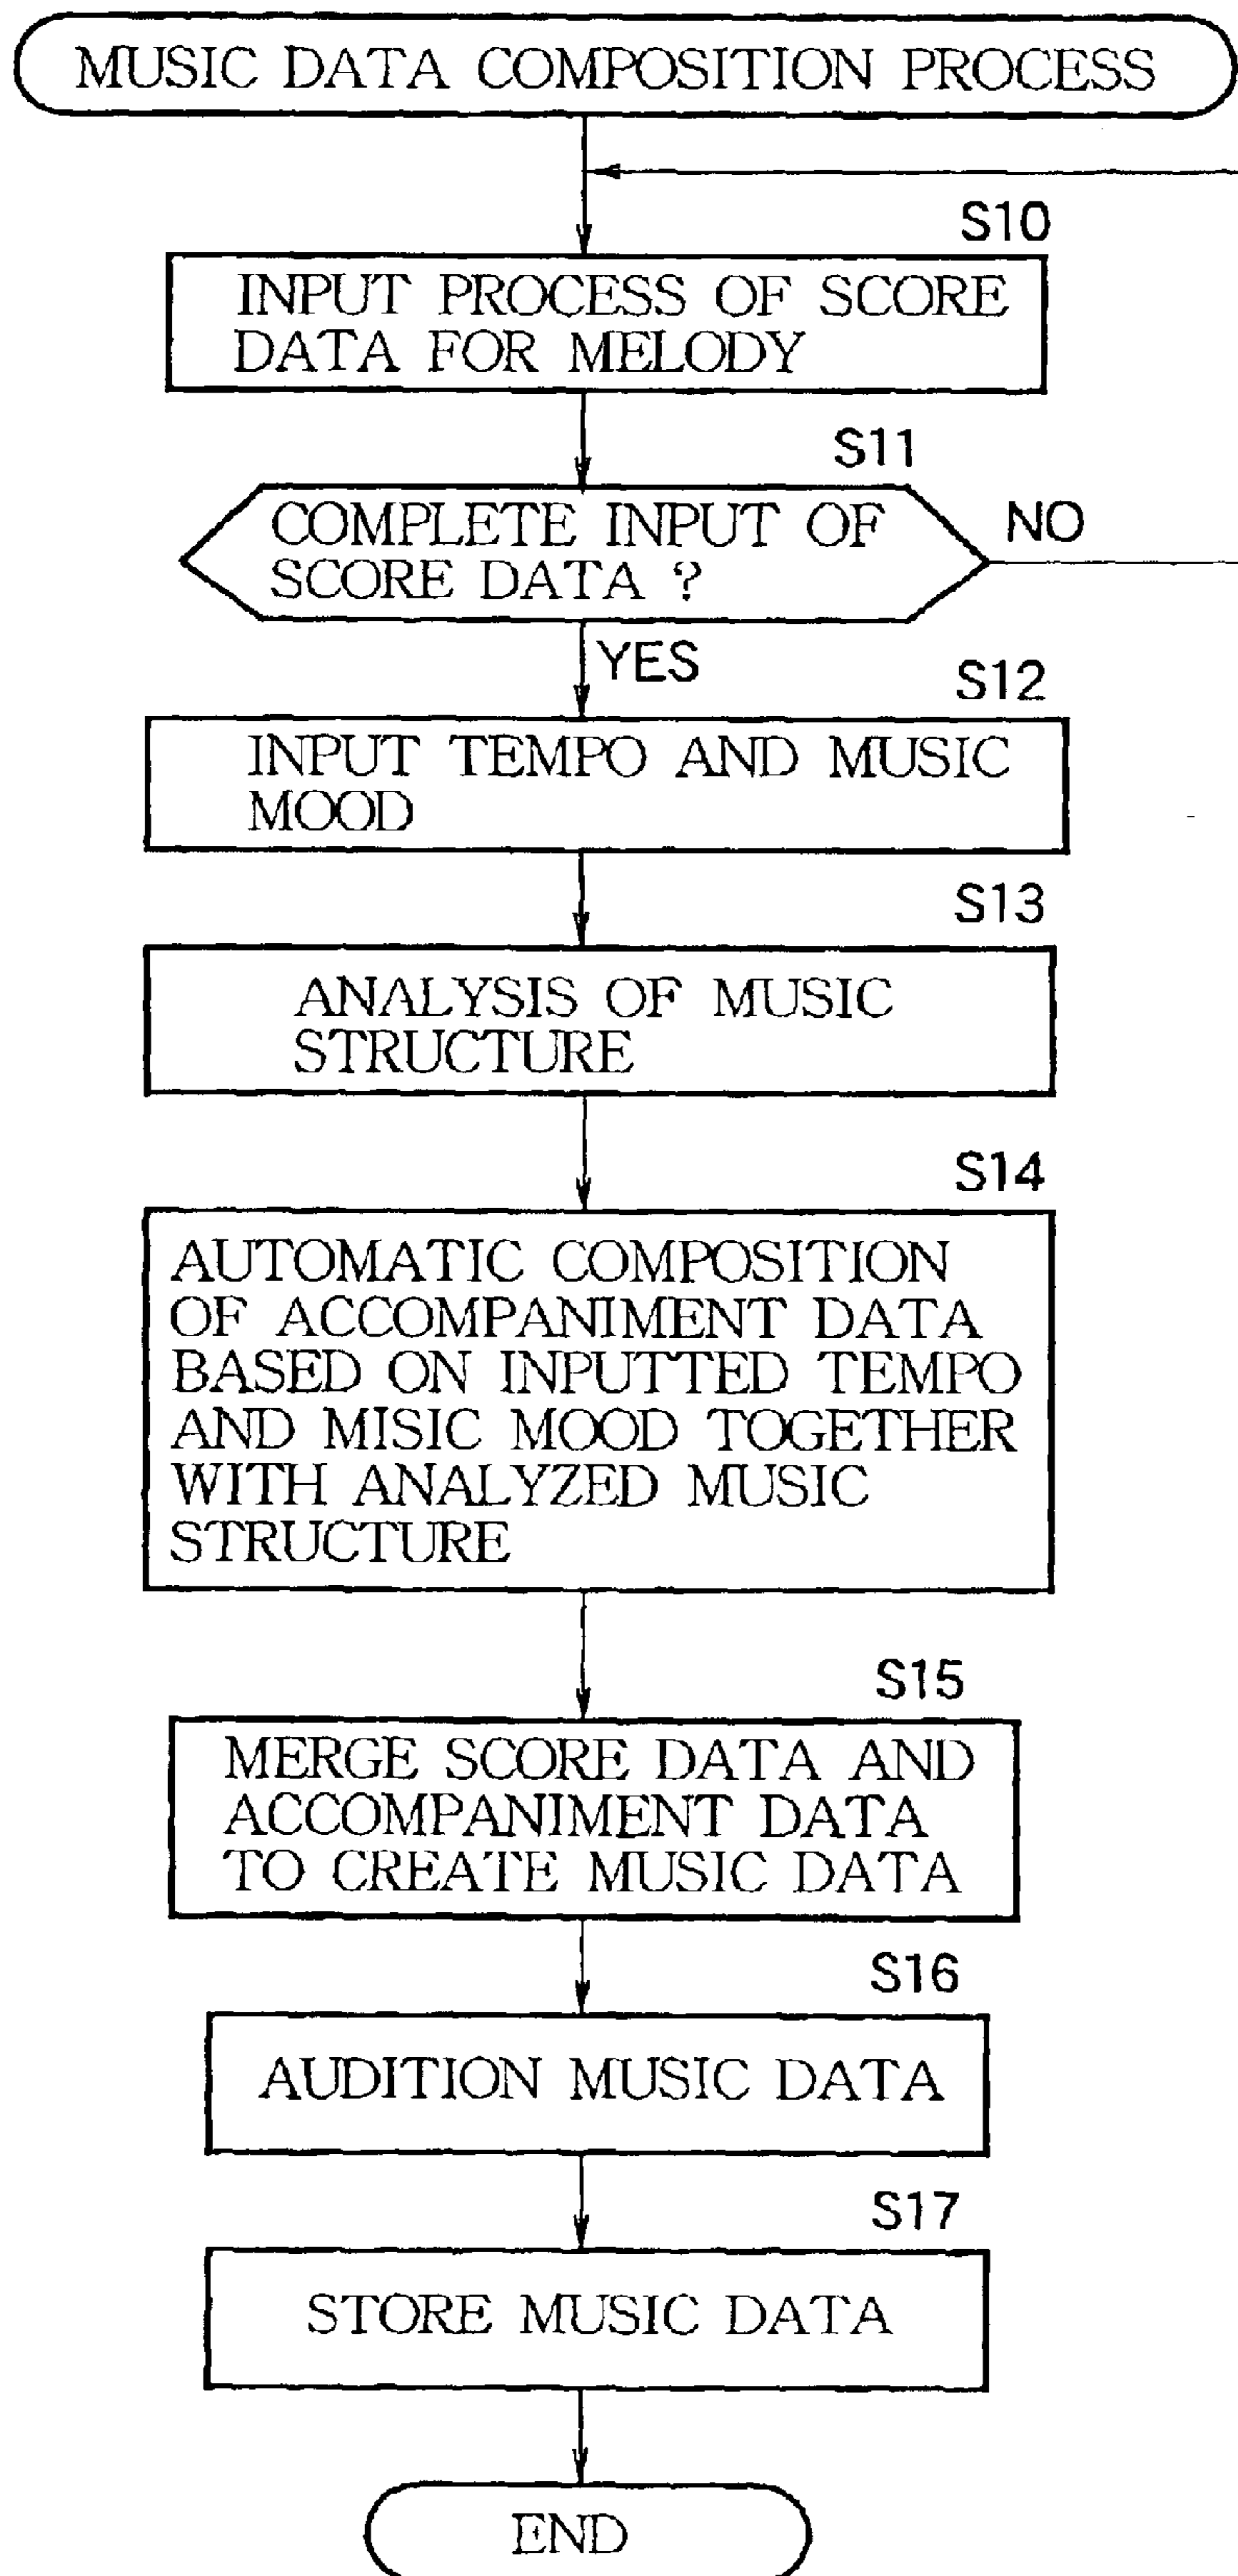 MUSIC DATA COMPOSITION PROCESS
S10
INPUT PROCESS OF SCORE
DATA FOR MELODY
S11
COMPLETE INPUT OF
SCORE DATA ?
NO
YES
S12
INPUT TEMPO AND MUSIC
MOOD
S13
ANALYSIS OF MUSIC
STRUCTURE
S14
AUTOMATIC COMPOSITION
OF ACCOMPANIMENT DATA
BASED ON INPUTTED TEMPO
AND MISIC MOOD TOGETHER
WITH ANALYZED MUSIC
STRUCTURE
S15
MERGE SCORE DATA AND
ACCOMPANIMENT DATA
TO CREATE MUSIC DATA
S16
AUDITION MUSIC DATA
S17
STORE MUSIC DATA
END